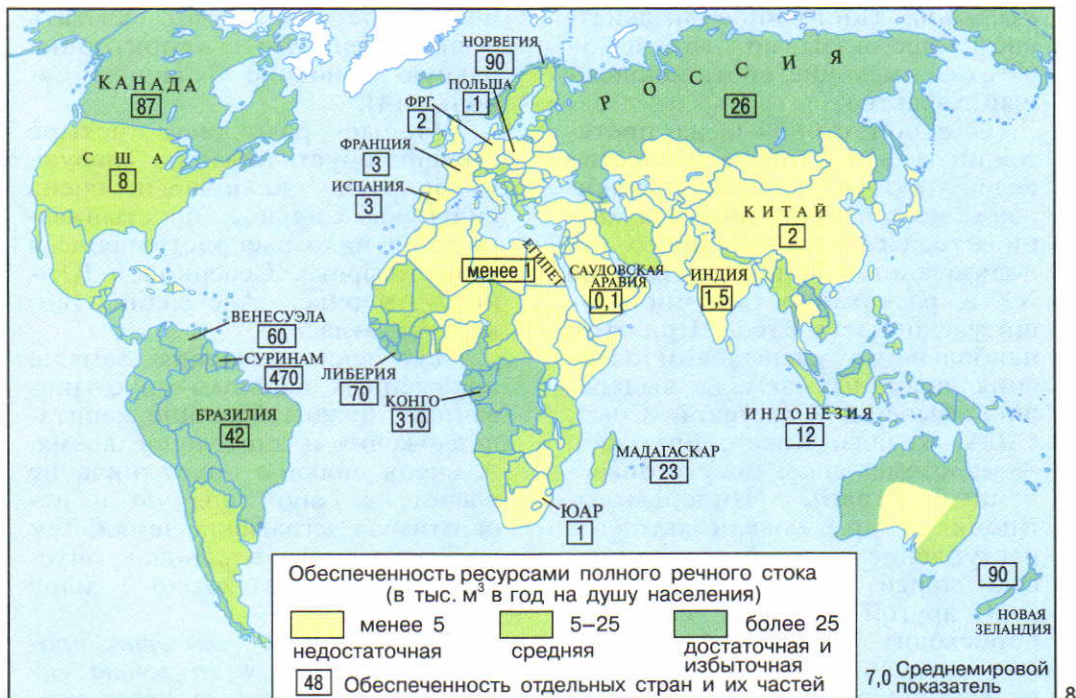 НОРВЕГИЯ
90
КАНАДА
87
ПОЛЬША
1
ФРГ
2
РОССИЯ
26
США
8
ФРАНЦИЯ
3
ИСПАНИЯ
3
КИТАЙ
2
ЕГИПЕТ
менее 1
САУДОВСКАЯ
АРАВИЯ
0,1
ИНДИЯ
1,5
ВЕНЕСУЭЛА
60
СУРИНАМ
470
ЛИБЕРИЯ
70
КОНГО
310
БРАЗИЛИЯ
42
ИНДОНЕЗИЯ
12
МАДАГАСКАР
23
ЮАР
1
90
НОВАЯ
ЗЕЛАНДИЯ
Обеспеченность ресурсами полного речного стока
(в тыс. м³ в год на душу населения)
менее 5
недостаточная
5–25
средняя
более 25
достаточная и
избыточная
48 Обеспеченность отдельных стран и их частей
7,0 Среднемировой
показатель
8